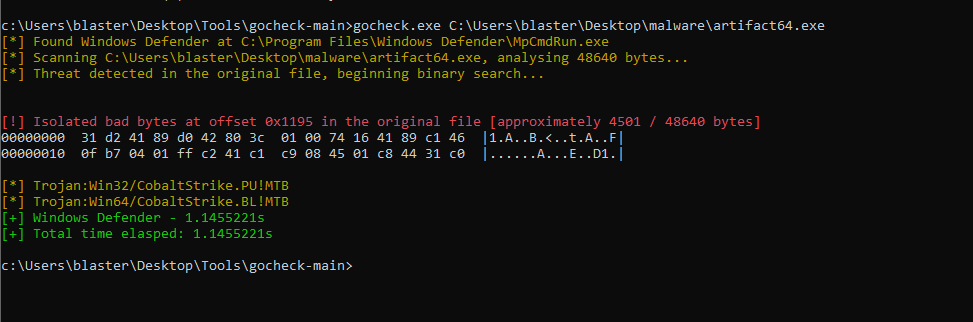 c:\Users\blaster\Desktop\Tools\gocheck-main>gocheck.exe C:\Users\blaster\Desktop\malware\artifact64.exe
[*] Found Windows Defender at C:\Program Files\Windows Defender\MpCmdRun.exe
[*] Scanning C:\Users\blaster\Desktop\malware\artifact64.exe, analysing 48640 bytes...
[*] Threat detected in the original file, beginning binary search...
[!] Isolated bad bytes at offset 0x1195 in the original file [approximately 4501 / 48640 bytes]
00000000  31 d2 41 89 d0 42 80 3c  01 00 74 16 41 89 c1 46  |1.A..B.<..t.A..F|
00000010  0f b7 04 01 ff c2 41 c1  c9 08 45 01 c8 44 31 c0  |......A...E..D1.|
[*] Trojan:Win32/CobaltStrike.PU!MTB
[*] Trojan:Win64/CobaltStrike.BL!MTB
[+] Windows Defender - 1.1455221s
[+] Total time elasped: 1.1455221s
c:\Users\blaster\Desktop\Tools\gocheck-main>